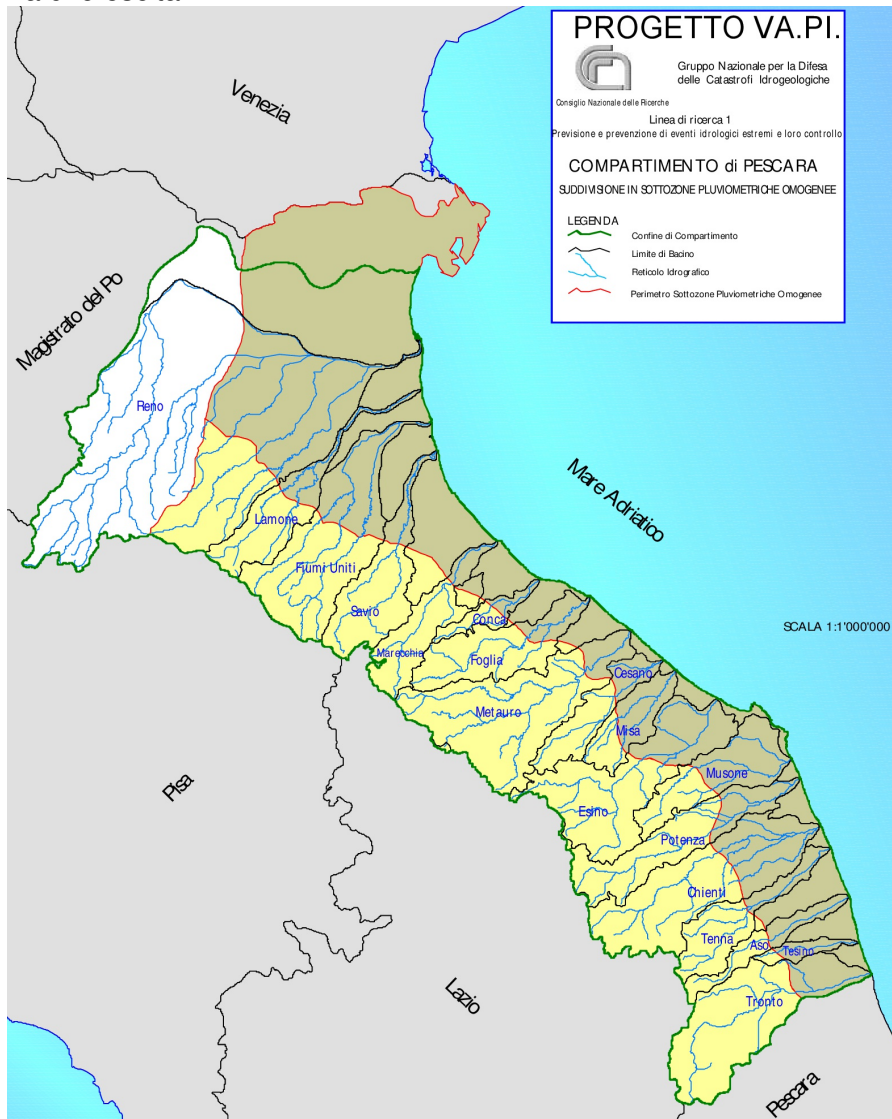 PROGETTO VA.PI.
Gruppo Nazionale per la Difesa
delle Catastrofi Idrogeologiche
Consiglio Nazionale delle Ricerche
Linea di ricerca 1
Previsione e prevenzione di eventi idrologici estremi e loro controllo
COMPARTIMENTO di PESCARA
SUDDIVISIONE IN SOTTOZONE PLUVIOMETRICHE OMOGENEE
LEGENDA
Confine di Compartimento
Limite di Bacino
Reticolo Idrografico
Perimetro Sottozone Pluviometriche Omogenee
Venezia
Magistrato del Po
Reno
Mare Adriatico
Lamone
Fiumi Uniti
Savio
Conca
SCALA 1:1'000'000
Marecchia
Foglia
Cesano
Metauro
Misa
Musone
Pisa
Esino
Potenza
Chienti
Tenna
Aso
Tesino
Lazio
Tronto
Pescara